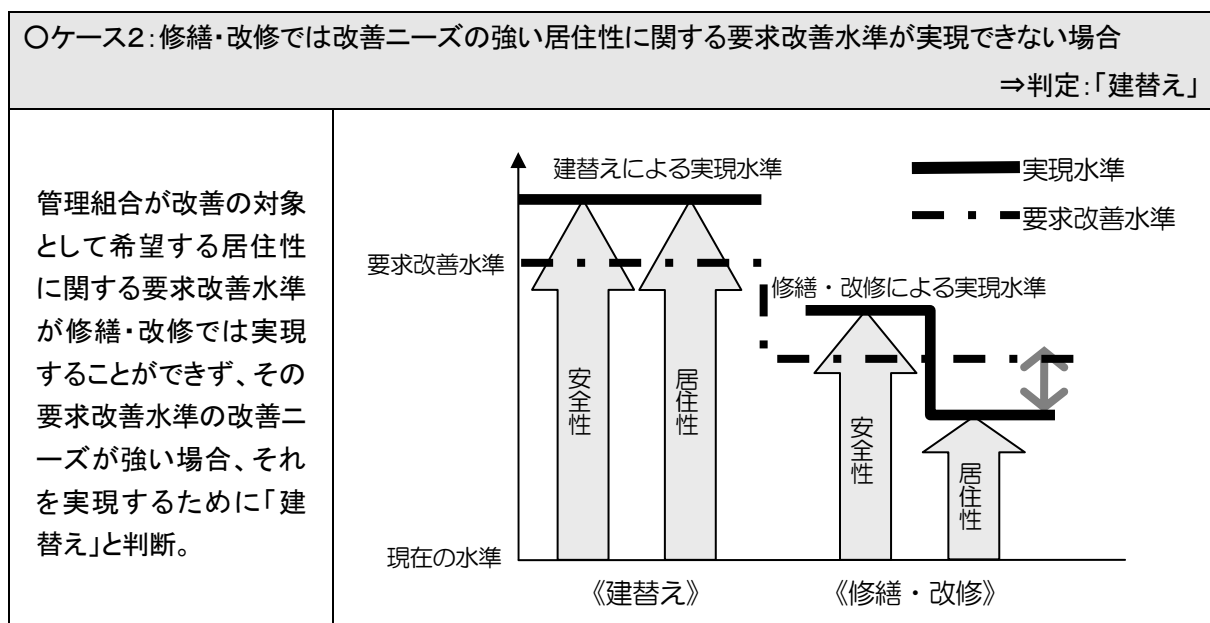 〇ケース2:修繕・改修では改善ニーズの強い居住性に関する要求改善水準が実現できない場合
⇒判定:「建替え」
管理組合が改善の対象
として希望する居住性
に関する要求改善水準
が修繕・改修では実現
することができず、その
要求改善水準の改善ニ
ーズが強い場合、それ
を実現するために「建
替え」と判断。
建替えによる実現水準
実現水準
要求改善水準
要求改善水準
修繕・改修による実現水準
安全性
居住性
安全性
居住性
現在の水準
《建替え》
《修繕・改修》